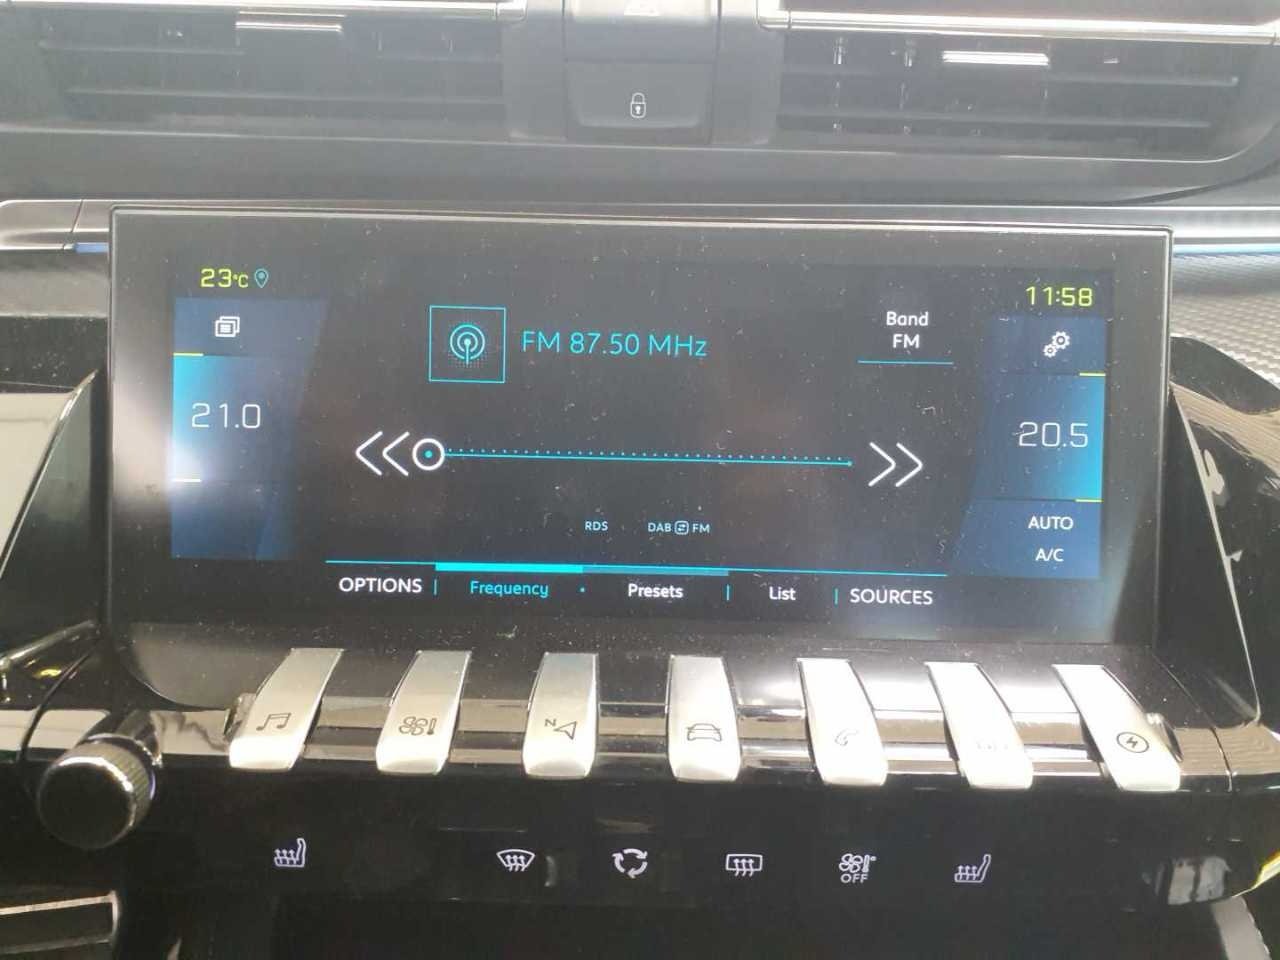 23°C
11:58
Band
FM
FM 87.50 MHz
21.0
20.5
RDS
DAB FM
AUTO
A/C
OPTIONS
Frequency
Presets
List
SOURCES
N
OFF